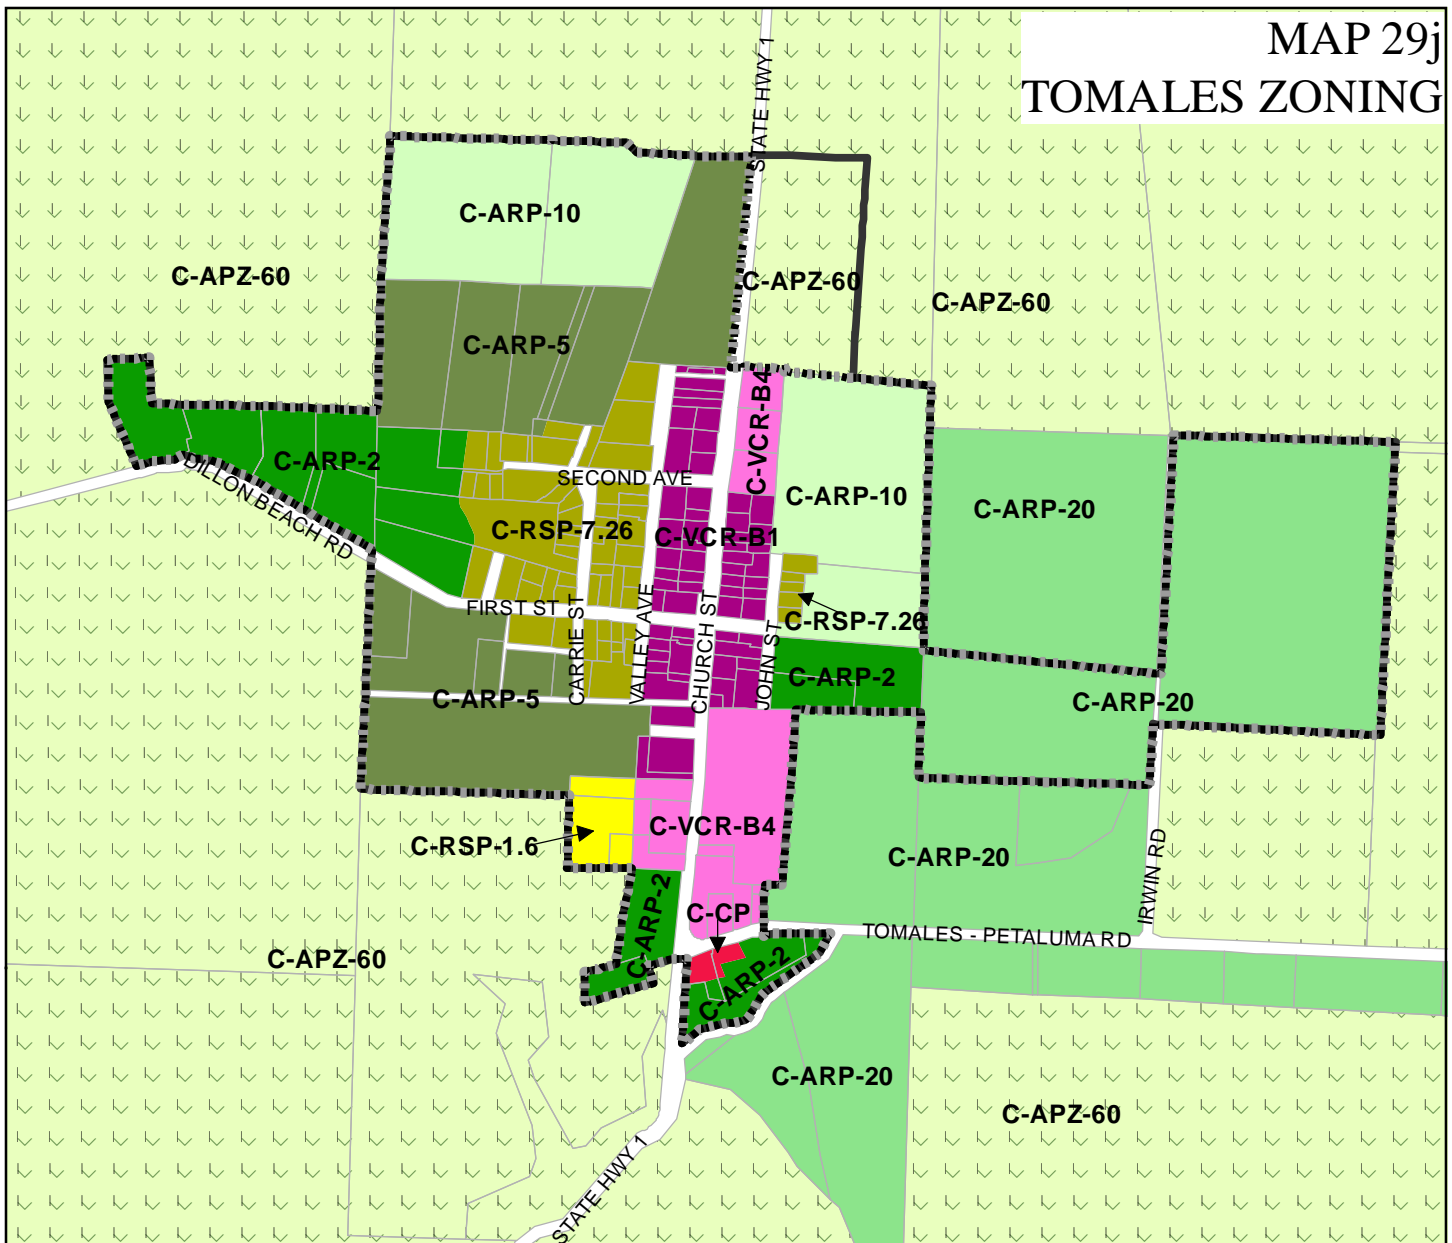 MAP 29j
TOMALES ZONING
STATE HWY 1
C-ARP-10
C-APZ-60
C-APZ-60
C-APZ-60
C-ARP-5
C-VCR-B4
C-ARP-2
SECOND AVE
C-ARP-10
C-ARP-20
DILLON BEACH RD
C-RSP-7.26
C-VCR-B1
FIRST ST
CARRIE ST
VALLEY AVE
CHURCH ST
JOHN ST
C-RSP-7.26
C-ARP-2
C-ARP-5
C-ARP-20
C-VCR-B4
C-RSP-1.6
C-ARP-20
IRWIN RD
C-ARP-2
C-CP
TOMALES - PETALUMA RD
C-APZ-60
C-ARP-2
C-ARP-20
C-APZ-60
STATE HWY 1